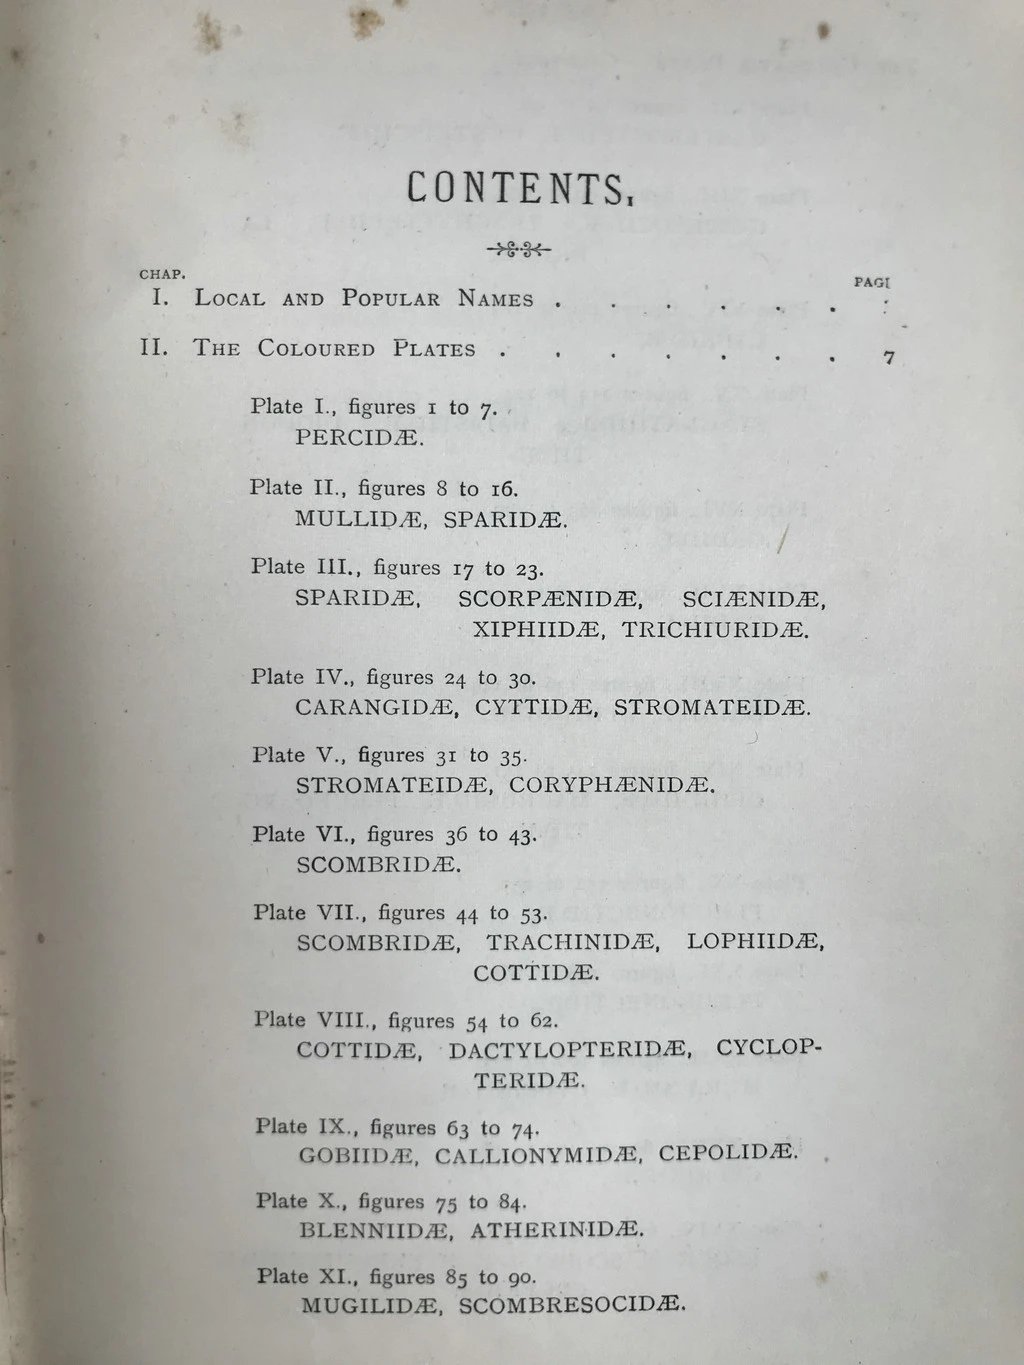 CONTENTS.
CHAP.
PAGE
I. LOCAL AND POPULAR NAMES . . . . . .
II. THE COLOURED PLATES . . . . . . . 7
Plate I., figures 1 to 7.
PERCIDÆ.
Plate II., figures 8 to 16.
MULLIDÆ, SPARIDÆ.
Plate III., figures 17 to 23.
SPARIDÆ, SCORPÆNIDÆ, SCIÆNIDÆ,
XIPHIIDÆ, TRICHIURIDÆ.
Plate IV., figures 24 to 30.
CARANGIDÆ, CYTTIDÆ, STROMATEIDÆ.
Plate V., figures 31 to 35.
STROMATEIDÆ, CORYPHÆNIDÆ.
Plate VI., figures 36 to 43.
SCOMBRIDÆ.
Plate VII., figures 44 to 53.
SCOMBRIDÆ, TRACHINIDÆ, LOPHIIDÆ,
COTTIDÆ.
Plate VIII., figures 54 to 62.
COTTIDÆ, DACTYLOPTERIDÆ, CYCLOP-
TERIDÆ.
Plate IX., figures 63 to 74.
GOBIIDÆ, CALLIONYMIDÆ, CEPOLIDÆ.
Plate X., figures 75 to 84.
BLENNIIDÆ, ATHERINIDÆ.
Plate XI., figures 85 to 90.
MUGILIDÆ, SCOMBRESOCIDÆ.